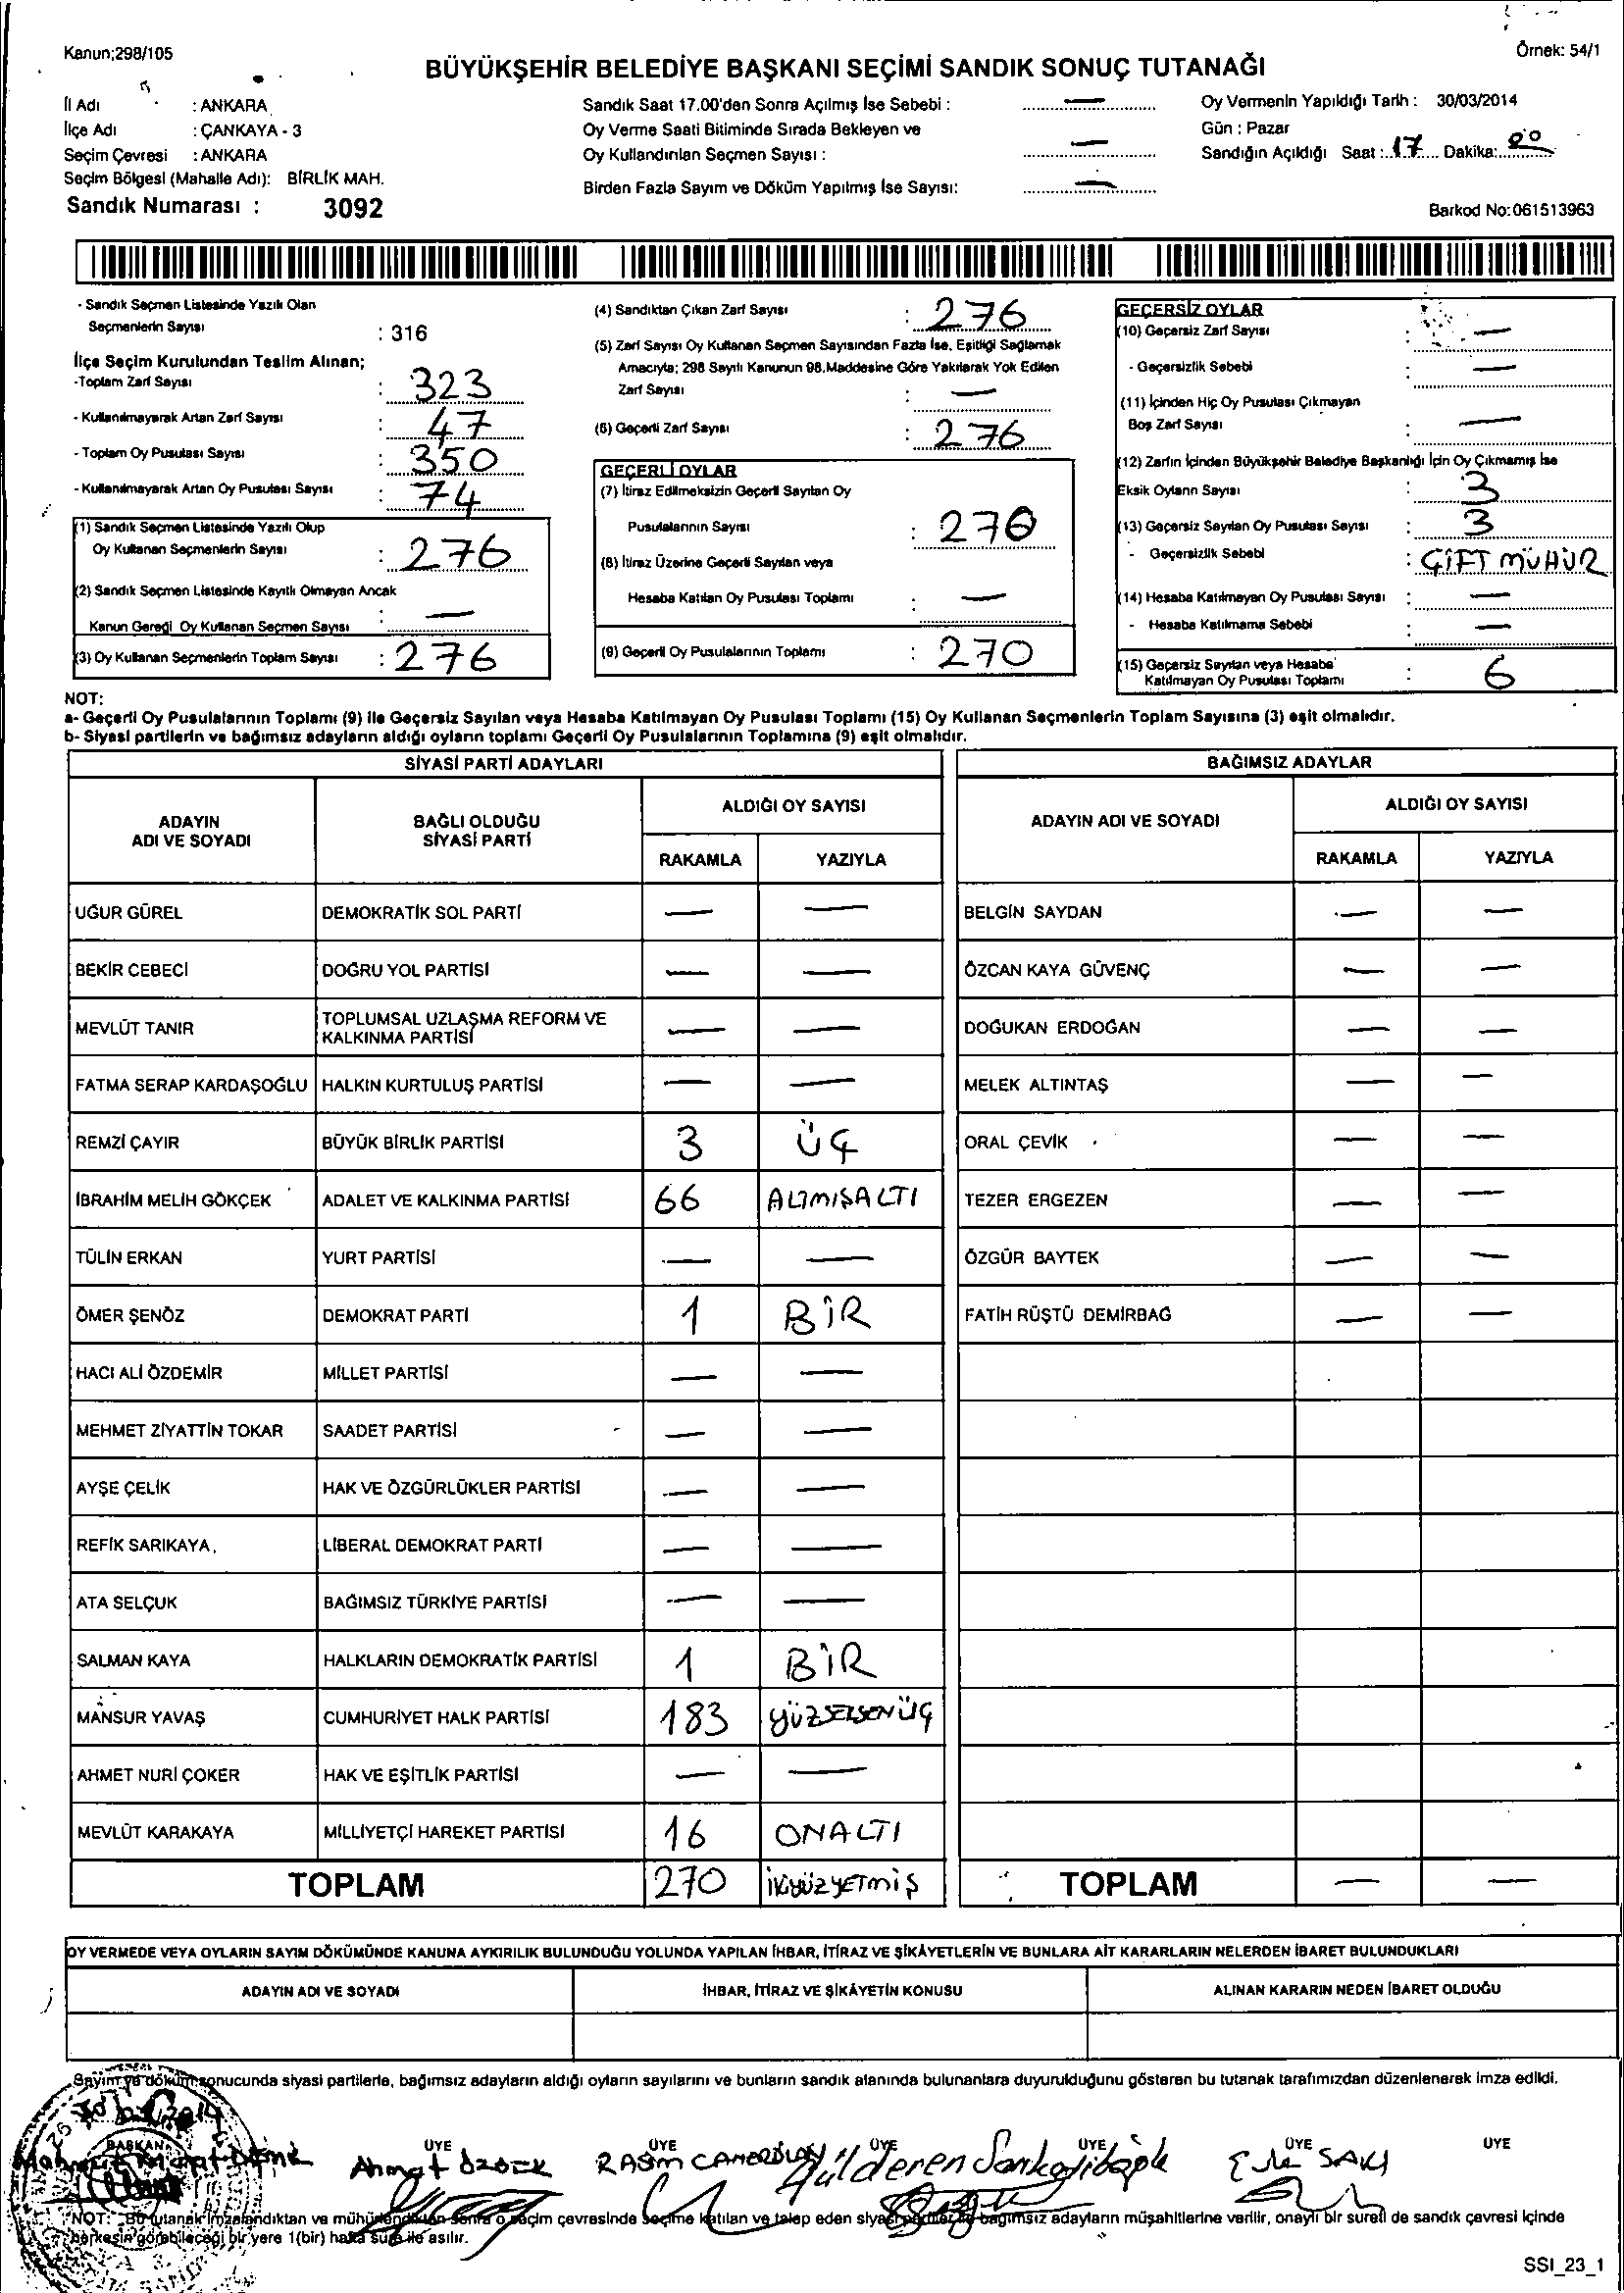 Kanun;298/105
Örnek: 54/1
BÜYÜKŞEHİR BELEDİYE BAŞKANI SEÇİMİ SANDIK SONUÇ TUTANAĞI
İl Adı : ANKARA
İlçe Adı : ÇANKAYA - 3
Seçim Çevresi : ANKARA
Seçim Bölgesi (Mahalle Adı): BİRLİK MAH.
Sandık Numarası : 3092
Sandık Saat 17.00'den Sonra Açılmış İse Sebebi : —
Oy Verme Saati Bitiminde Sırada Bekleyen ve
Oy Kullandırılan Seçmen Sayısı : —
Birden Fazla Sayım ve Döküm Yapılmış İse Sayısı: —
Oy Vermenin Yapıldığı Tarih : 30/03/2014
Gün : Pazar
Sandığın Açıldığı Saat : 17 Dakika: 00
Barkod No:061513963
- Sandık Seçmen Listesinde Yazılı Olan
Seçmenlerin Sayısı : 316
İlçe Seçim Kurulundan Teslim Alınan;
-Toplam Zarf Sayısı : 323
- Kullanılmayarak Artan Zarf Sayısı : 47
- Toplam Oy Pusulası Sayısı : 350
- Kullanılmayarak Artan Oy Pusulası Sayısı : 74
(1) Sandık Seçmen Listesinde Yazılı Olup
Oy Kullanan Seçmenlerin Sayısı : 276
(2) Sandık Seçmen Listesinde Kayıtlı Olmayan Ancak
Kanun Gereği Oy Kullanan Seçmen Sayısı : —
(3) Oy Kullanan Seçmenlerin Toplam Sayısı : 276
(4) Sandıktan Çıkan Zarf Sayısı : 276
(5) Zarf Sayısı Oy Kullanan Seçmen Sayısından Fazla İse, Eşitliği Sağlamak
Amacıyla; 298 Sayılı Kanunun 98.Maddesine Göre Yakılarak Yok Edilen
Zarf Sayısı : —
(6) Geçerli Zarf Sayısı : 276
GEÇERLİ OYLAR
(7) İtiraz Edilmeksizin Geçerli Sayılan Oy
Pusulalarının Sayısı : 270
(8) İtiraz Üzerine Geçerli Sayılan veya
Hesaba Katılan Oy Pusulası Toplamı : —
(9) Geçerli Oy Pusulalarının Toplamı : 270
GEÇERSİZ OYLAR
(10) Geçersiz Zarf Sayısı : —
- Geçersizlik Sebebi : —
(11) İçinden Hiç Oy Pusulası Çıkmayan
Boş Zarf Sayısı : —
(12) Zarfın İçinden Büyükşehir Belediye Başkanlığı İçin Oy Çıkmamış İse
Eksik Oyların Sayısı : 3
(13) Geçersiz Sayılan Oy Pusulası Sayısı : 3
- Geçersizlik Sebebi : ÇİFT MÜHÜR
(14) Hesaba Katılmayan Oy Pusulası Sayısı : —
- Hesaba Katılmama Sebebi : —
(15) Geçersiz Sayılan veya Hesaba
Katılmayan Oy Pusulası Toplamı : 6
NOT:
a- Geçerli Oy Pusulalarının Toplamı (9) ile Geçersiz Sayılan veya Hesaba Katılmayan Oy Pusulası Toplamı (15) Oy Kullanan Seçmenlerin Toplam Sayısına (3) eşit olmalıdır.
b- Siyasi partilerin ve bağımsız adayların aldığı oyların toplamı Geçerli Oy Pusulalarının Toplamına (9) eşit olmalıdır.
SİYASİ PARTİ ADAYLARI
ADAYIN ADI VE SOYADI BAĞLI OLDUĞU SİYASİ PARTİ ALDIĞI OY SAYISI
RAKAMLA YAZIYLA
UĞUR GÜREL DEMOKRATİK SOL PARTİ — —
BEKİR CEBECİ DOĞRU YOL PARTİSİ — —
MEVLÜT TANIR TOPLUMSAL UZLAŞMA REFORM VE KALKINMA PARTİSİ — —
FATMA SERAP KARDAŞOĞLU HALKIN KURTULUŞ PARTİSİ — —
REMZİ ÇAYIR BÜYÜK BİRLİK PARTİSİ 3 ÜÇ
İBRAHİM MELİH GÖKÇEK ADALET VE KALKINMA PARTİSİ 66 ALTMIŞALTI
TÜLİN ERKAN YURT PARTİSİ — —
ÖMER ŞENÖZ DEMOKRAT PARTİ 1 BİR
HACI ALİ ÖZDEMİR MİLLET PARTİSİ — —
MEHMET ZİYATTİN TOKAR SAADET PARTİSİ — —
AYŞE ÇELİK HAK VE ÖZGÜRLÜKLER PARTİSİ — —
REFİK SARIKAYA LİBERAL DEMOKRAT PARTİ — —
ATA SELÇUK BAĞIMSIZ TÜRKİYE PARTİSİ — —
SALMAN KAYA HALKLARIN DEMOKRATİK PARTİSİ 1 BİR
MANSUR YAVAŞ CUMHURİYET HALK PARTİSİ 183 YÜZSEKSENÜÇ
AHMET NURİ ÇOKER HAK VE EŞİTLİK PARTİSİ — —
MEVLÜT KARAKAYA MİLLİYETÇİ HAREKET PARTİSİ 16 ONALTI
TOPLAM 270 İKİYÜZYETMİŞ
BAĞIMSIZ ADAYLAR
ADAYIN ADI VE SOYADI ALDIĞI OY SAYISI
RAKAMLA YAZIYLA
BELGİN SAYDAN — —
ÖZCAN KAYA GÜVENÇ — —
DOĞUKAN ERDOĞAN — —
MELEK ALTINTAŞ — —
ORAL ÇEVİK — —
TEZER ERGEZEN — —
ÖZGÜR BAYTEK — —
FATİH RÜŞTÜ DEMİRBAĞ — —
TOPLAM — —
OY VERMEDE VEYA OYLARIN SAYIM DÖKÜMÜNDE KANUNA AYKIRILIK BULUNDUĞU YOLUNDA YAPILAN İHBAR, İTİRAZ VE ŞİKÂYETLERİN VE BUNLARA AİT KARARLARIN NELERDEN İBARET BULUNDUKLARI
ADAYIN ADI VE SOYADI İHBAR, İTİRAZ VE ŞİKÂYETİN KONUSU ALINAN KARARIN NEDEN İBARET OLDUĞU
Sayım ve döküm sonucunda siyasi partilerle, bağımsız adayların aldığı oyların sayılarını ve bunların sandık alanında bulunanlara duyurulduğunu gösteren bu tutanak tarafımızdan düzenlenerek imza edildi.
BAŞKAN ÜYE ÜYE ÜYE ÜYE ÜYE ÜYE
Ahmet RASİM Gülderen SAKI
NOT: Bu tutanak imzalandıktan ve mühürlendikten sonra o seçim çevresinde seçime katılan ve talep eden siyasi partiler ile bağımsız adayların müşahitlerine verilir, onaylı bir sureti de sandık çevresi içinde
herkesin görebileceği bir yere 1(bir) hafta süre ile asılır.
SSI_23_1